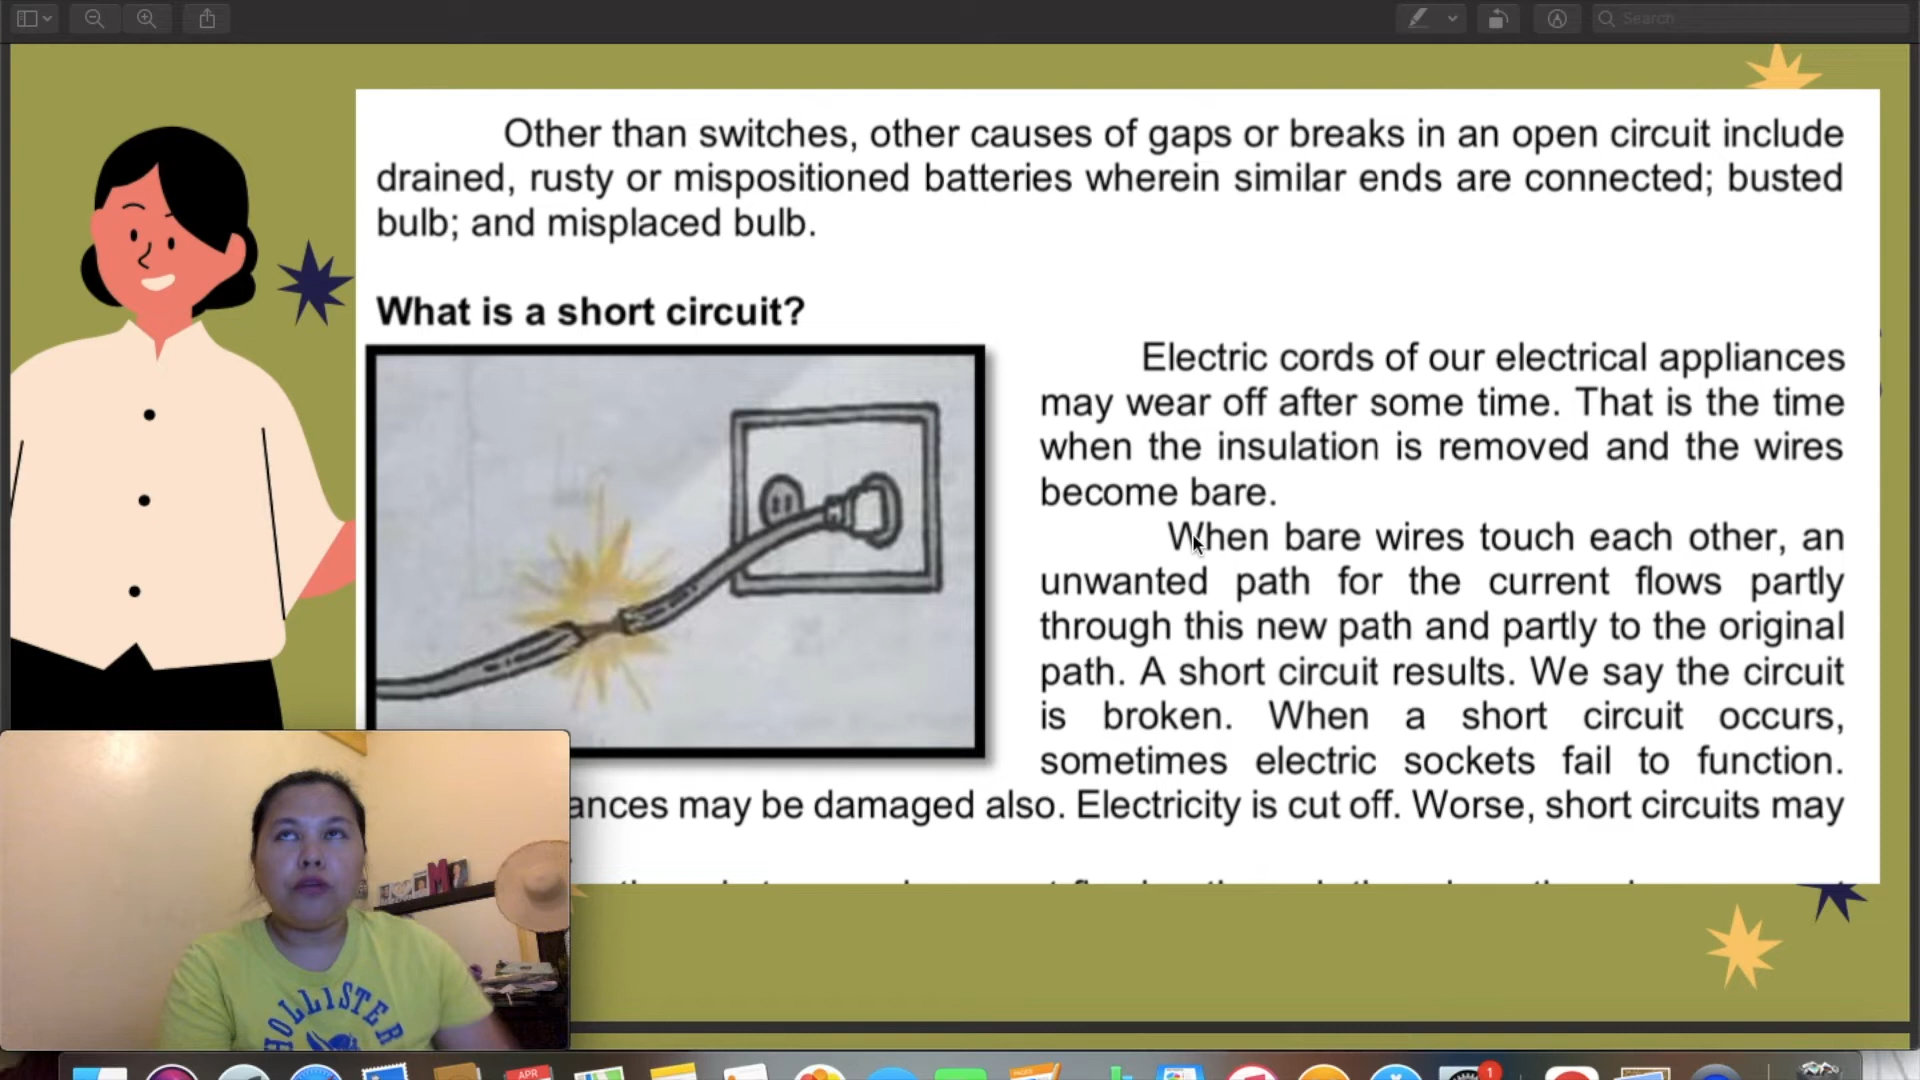 Search
Other than switches, other causes of gaps or breaks in an open circuit include
drained, rusty or mispositioned batteries wherein similar ends are connected; busted
bulb; and misplaced bulb.
What is a short circuit?
Electric cords of our electrical appliances
may wear off after some time. That is the time
when the insulation is removed and the wires
become bare.
When bare wires touch each other, an
unwanted path for the current flows partly
through this new path and partly to the original
path. A short circuit results. We say the circuit
is broken. When a short circuit occurs,
sometimes electric sockets fail to function.
ances may be damaged also. Electricity is cut off. Worse, short circuits may
M
HOLLISTER
APR
PAGES
1